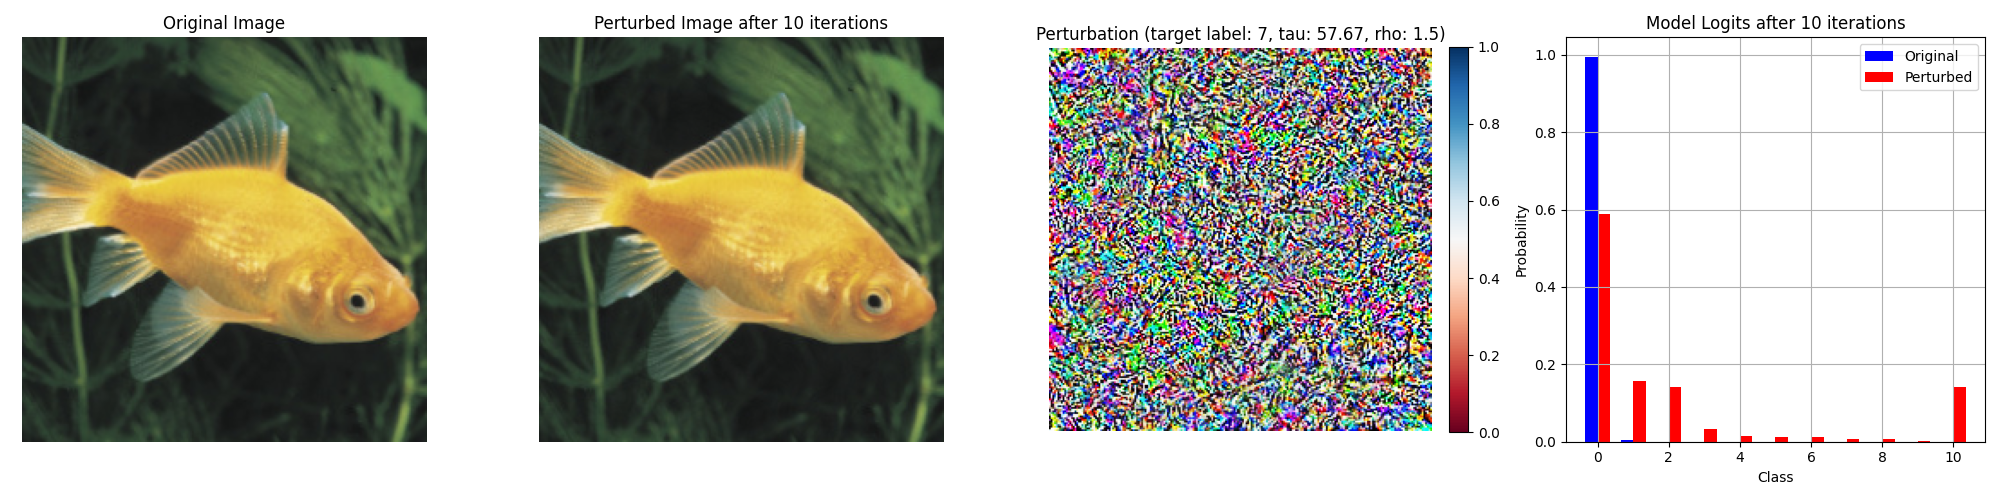 Original Image
Perturbed Image after 10 iterations
Perturbation (target label: 7, tau: 57.67, rho: 1.5)
1.0
0.8
0.6
0.4
0.2
0.0
Model Logits after 10 iterations
Original
Perturbed
Probability
1.0
0.8
0.6
0.4
0.2
0.0
0 2 4 6 8 10
Class